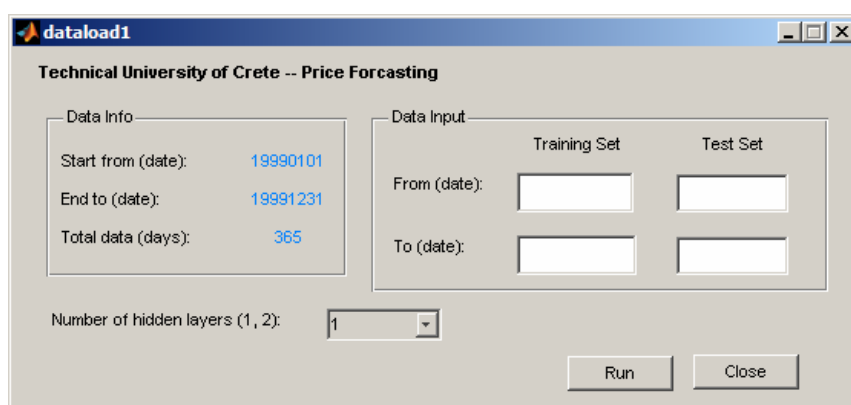 dataload1
Technical University of Crete -- Price Forcasting
Data Info
Start from (date): 19990101
End to (date): 19991231
Total data (days): 365
Data Input
Training Set Test Set
From (date):
To (date):
Number of hidden layers (1, 2): 1
Run Close